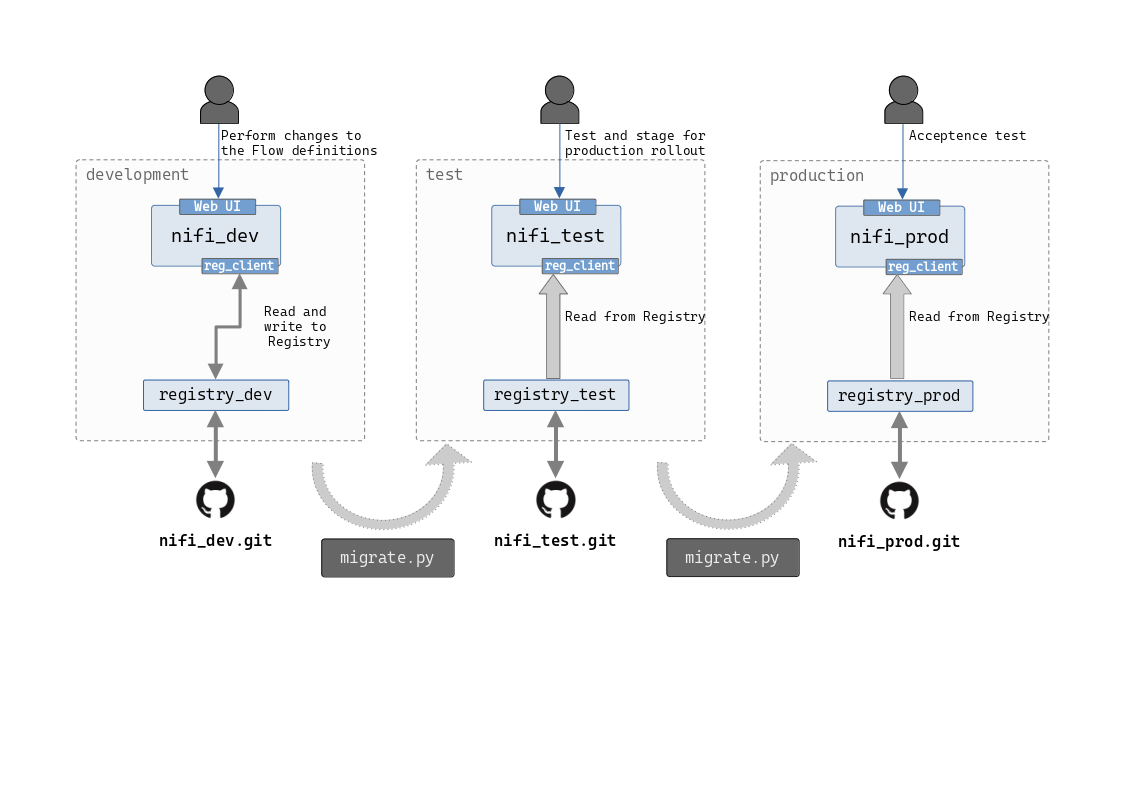 Perform changes to
the Flow definitions
development
Web UI
nifi_dev
reg_client
Read and
write to
Registry
registry_dev
nifi_dev.git
migrate.py
Test and stage for
production rollout
test
Web UI
nifi_test
reg_client
Read from Registry
registry_test
nifi_test.git
migrate.py
Acceptence test
production
Web UI
nifi_prod
reg_client
Read from Registry
registry_prod
nifi_prod.git